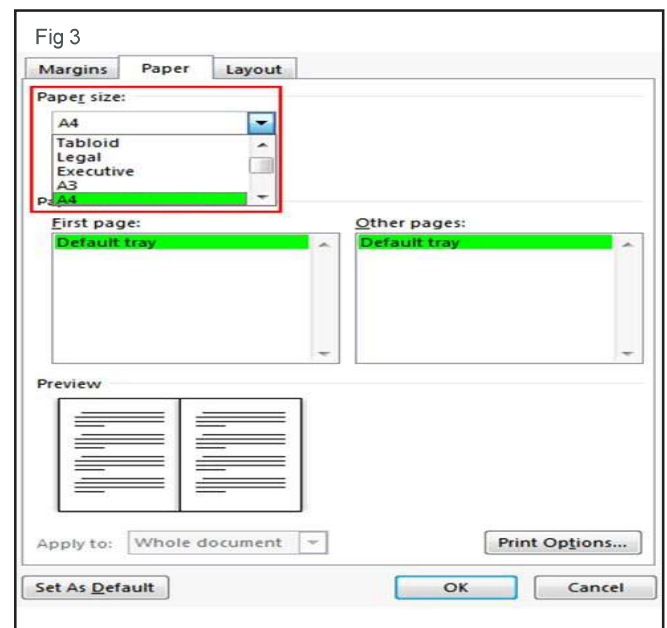 Fig 3
Margins Paper Layout
Paper size:
A4
Tabloid
Legal
Executive
A3
A4
First page: Other pages:
Default tray Default tray
Preview
Apply to: Whole document Print Options...
Set As Default OK Cancel